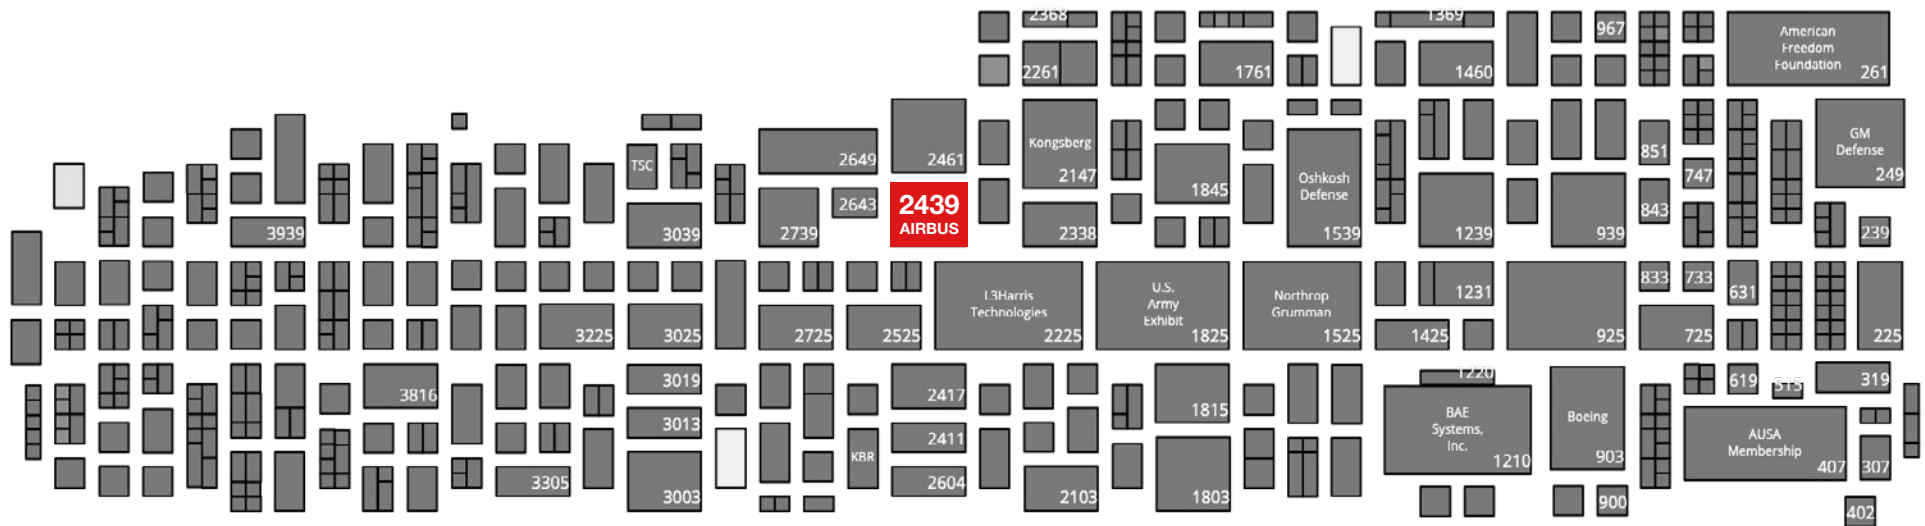 2368
1369
967
American
Freedom
Foundation
261
2261
1761
1460
2649
2461
Kongsberg
2147
1845
Oshkosh
Defense
1539
851
747
GM
Defense
249
TSC
2643
2439
AIRBUS
843
3939
3039
2739
2338
1239
939
239
L3Harris
Technologies
2225
U.S.
Army
Exhibit
1825
Northrop
Grumman
1525
1231
833
733
631
3225
3025
2725
2525
1425
925
725
225
3816
3019
2417
1220
619
515
319
3013
2411
1815
BAE
Systems,
Inc.
1210
Boeing
903
AUSA
Membership
407
307
KBR
3305
3003
2604
2103
1803
900
402